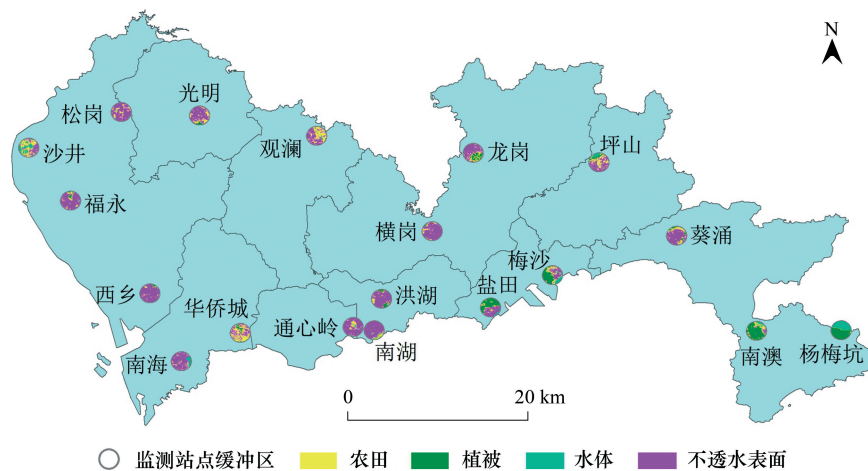 N
光明
松岗
沙井
观澜
龙岗
坪山
福永
横岗
葵涌
梅沙
西乡
华侨城
洪湖
盐田
通心岭
南湖
南海
南澳
杨梅坑
0 20 km
监测站点缓冲区 农田 植被 水体 不透水表面